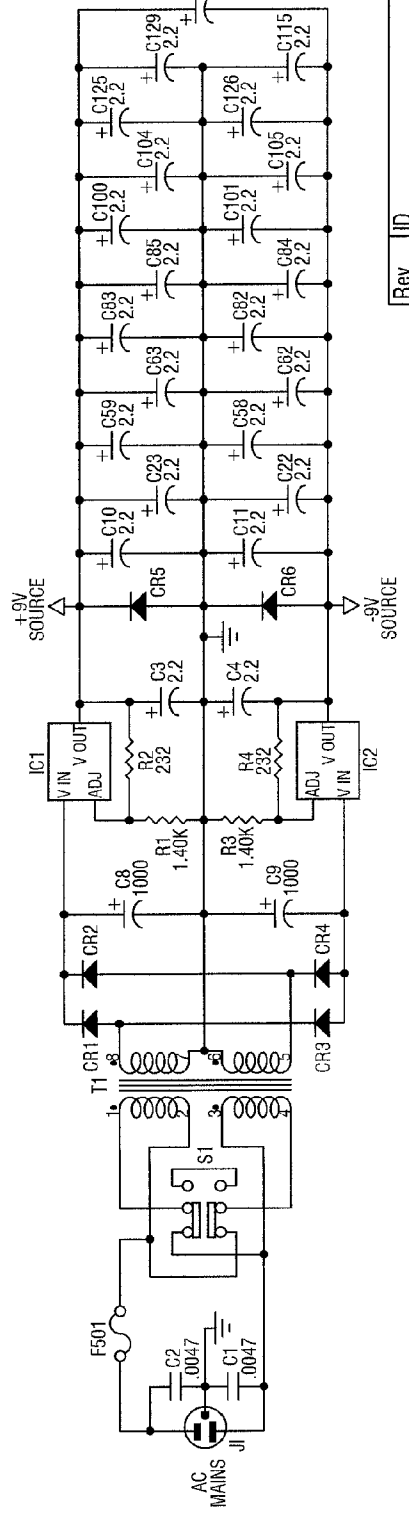 AC
MAINS
J1
C2
.0047
C1
.0047
F501
S1
T1
1
2
3
4
8
7
6
5
CR1
CR2
CR3
CR4
C8
1000
C9
1000
R1
1.40K
R3
1.40K
IC1
V IN
V OUT
ADJ
R2
232
R4
232
ADJ
V OUT
V IN
IC2
C3
2.2
C4
2.2
+9V
SOURCE
-9V
SOURCE
CR5
CR6
C10
2.2
C11
2.2
C23
2.2
C22
2.2
C59
2.2
C58
2.2
C63
2.2
C62
2.2
C83
2.2
C82
2.2
C85
2.2
C84
2.2
C100
2.2
C101
2.2
C104
2.2
C105
2.2
C125
2.2
C126
2.2
C129
2.2
C115
2.2
Rev